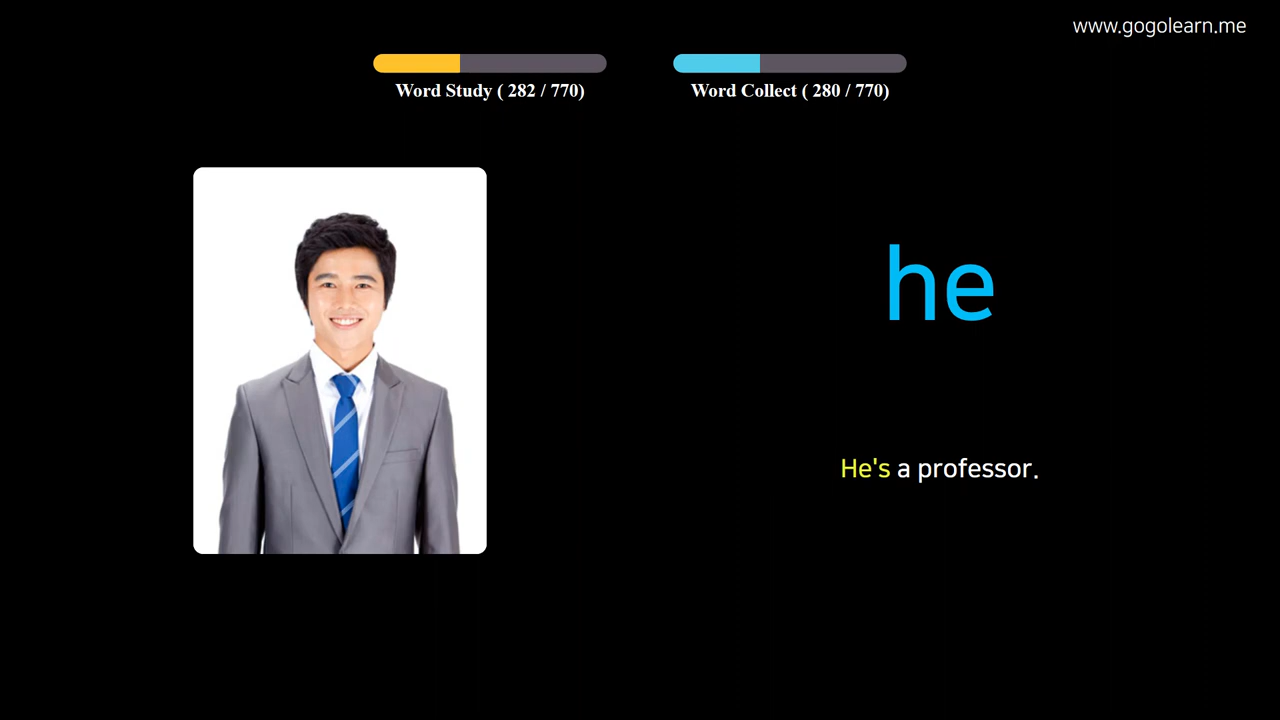 www.gogolearn.me
Word Study ( 282 / 770)
Word Collect ( 280 / 770)
he
He's a professor.